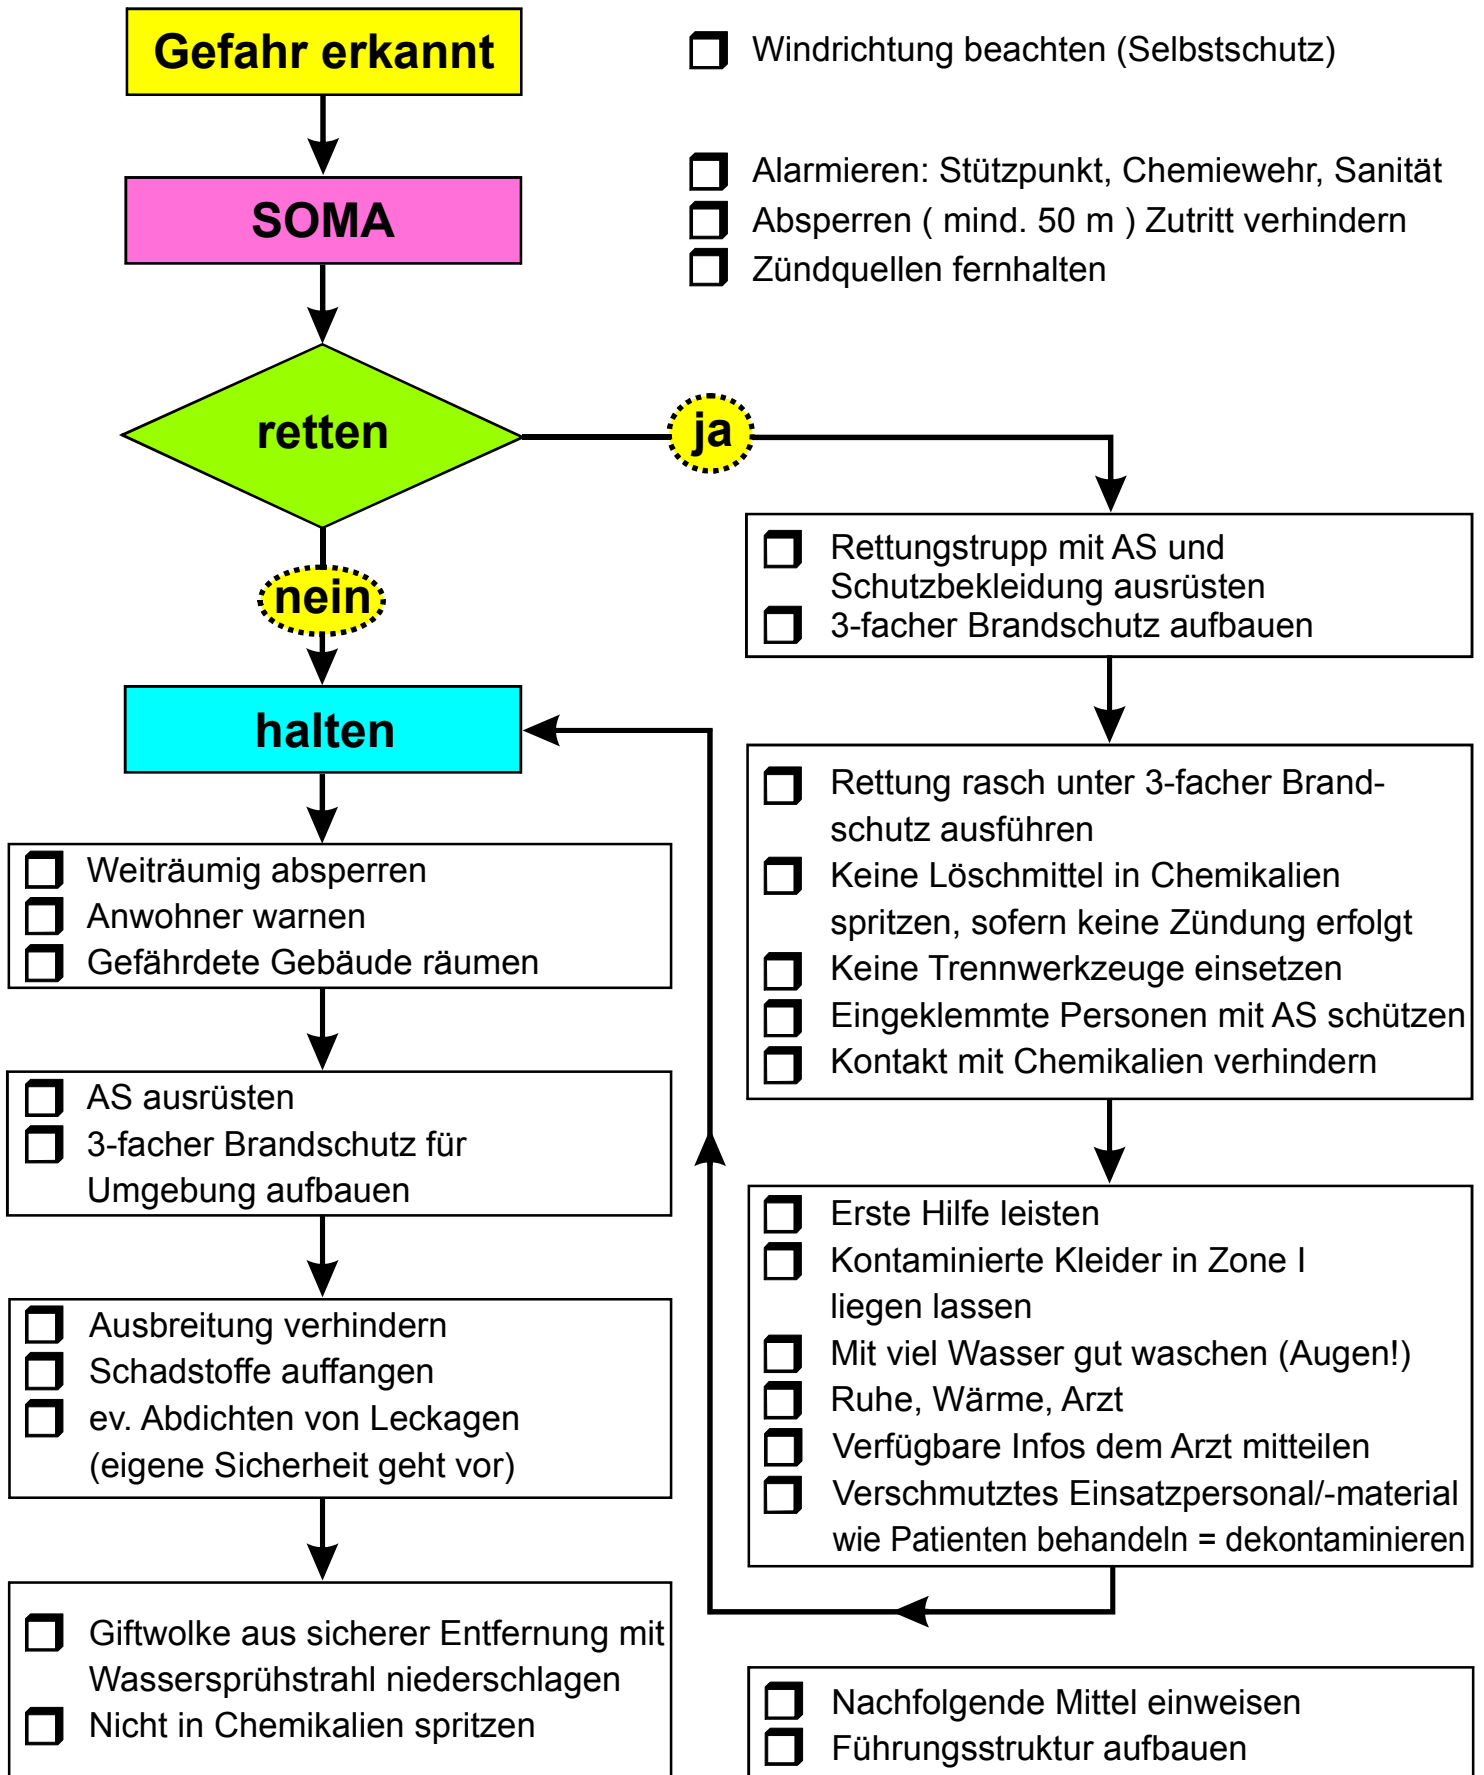 Gefahr erkannt
Windrichtung beachten (Selbstschutz)
SOMA
Alarmieren: Stützpunkt, Chemiewehr, Sanität
Absperren ( mind. 50 m ) Zutritt verhindern
Zündquellen fernhalten
retten
ja
nein
Rettungstrupp mit AS und
Schutzbekleidung ausrüsten
3-facher Brandschutz aufbauen
Rettung rasch unter 3-facher Brand-
schutz ausführen
Keine Löschmittel in Chemikalien
spritzen, sofern keine Zündung erfolgt
Keine Trennwerkzeuge einsetzen
Eingeklemmte Personen mit AS schützen
Kontakt mit Chemikalien verhindern
Erste Hilfe leisten
Kontaminierte Kleider in Zone I
liegen lassen
Mit viel Wasser gut waschen (Augen!)
Ruhe, Wärme, Arzt
Verfügbare Infos dem Arzt mitteilen
Verschmutztes Einsatzpersonal/-material
wie Patienten behandeln = dekontaminieren
halten
Weiträumig absperren
Anwohner warnen
Gefährdete Gebäude räumen
AS ausrüsten
3-facher Brandschutz für
Umgebung aufbauen
Ausbreitung verhindern
Schadstoffe auffangen
ev. Abdichten von Leckagen
(eigene Sicherheit geht vor)
Giftwolke aus sicherer Entfernung mit
Wassersprühstrahl niederschlagen
Nicht in Chemikalien spritzen
Nachfolgende Mittel einweisen
Führungsstruktur aufbauen